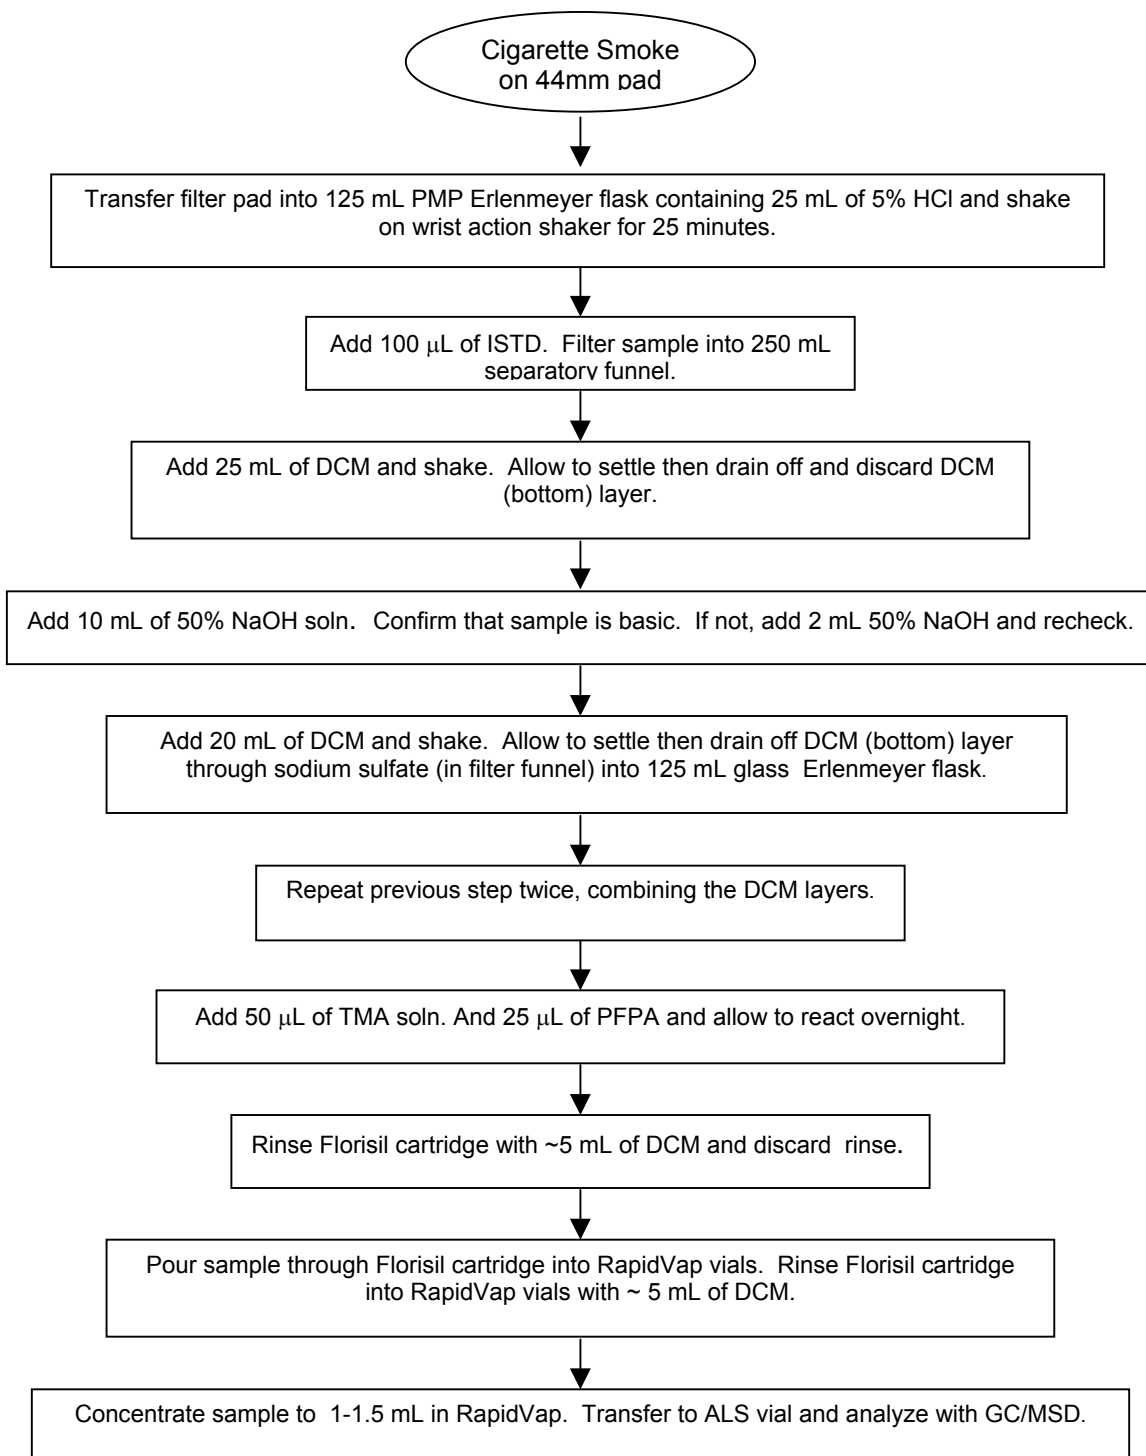 Cigarette Smoke
on 44mm pad
Transfer filter pad into 125 mL PMP Erlenmeyer flask containing 25 mL of 5% HCl and shake
on wrist action shaker for 25 minutes.
Add 100 μL of ISTD. Filter sample into 250 mL
separatory funnel.
Add 25 mL of DCM and shake. Allow to settle then drain off and discard DCM
(bottom) layer.
Add 10 mL of 50% NaOH soln. Confirm that sample is basic. If not, add 2 mL 50% NaOH and recheck.
Add 20 mL of DCM and shake. Allow to settle then drain off DCM (bottom) layer
through sodium sulfate (in filter funnel) into 125 mL glass Erlenmeyer flask.
Repeat previous step twice, combining the DCM layers.
Add 50 μL of TMA soln. And 25 μL of PFPA and allow to react overnight.
Rinse Florisil cartridge with ~5 mL of DCM and discard rinse.
Pour sample through Florisil cartridge into RapidVap vials. Rinse Florisil cartridge
into RapidVap vials with ~ 5 mL of DCM.
Concentrate sample to 1-1.5 mL in RapidVap. Transfer to ALS vial and analyze with GC/MSD.